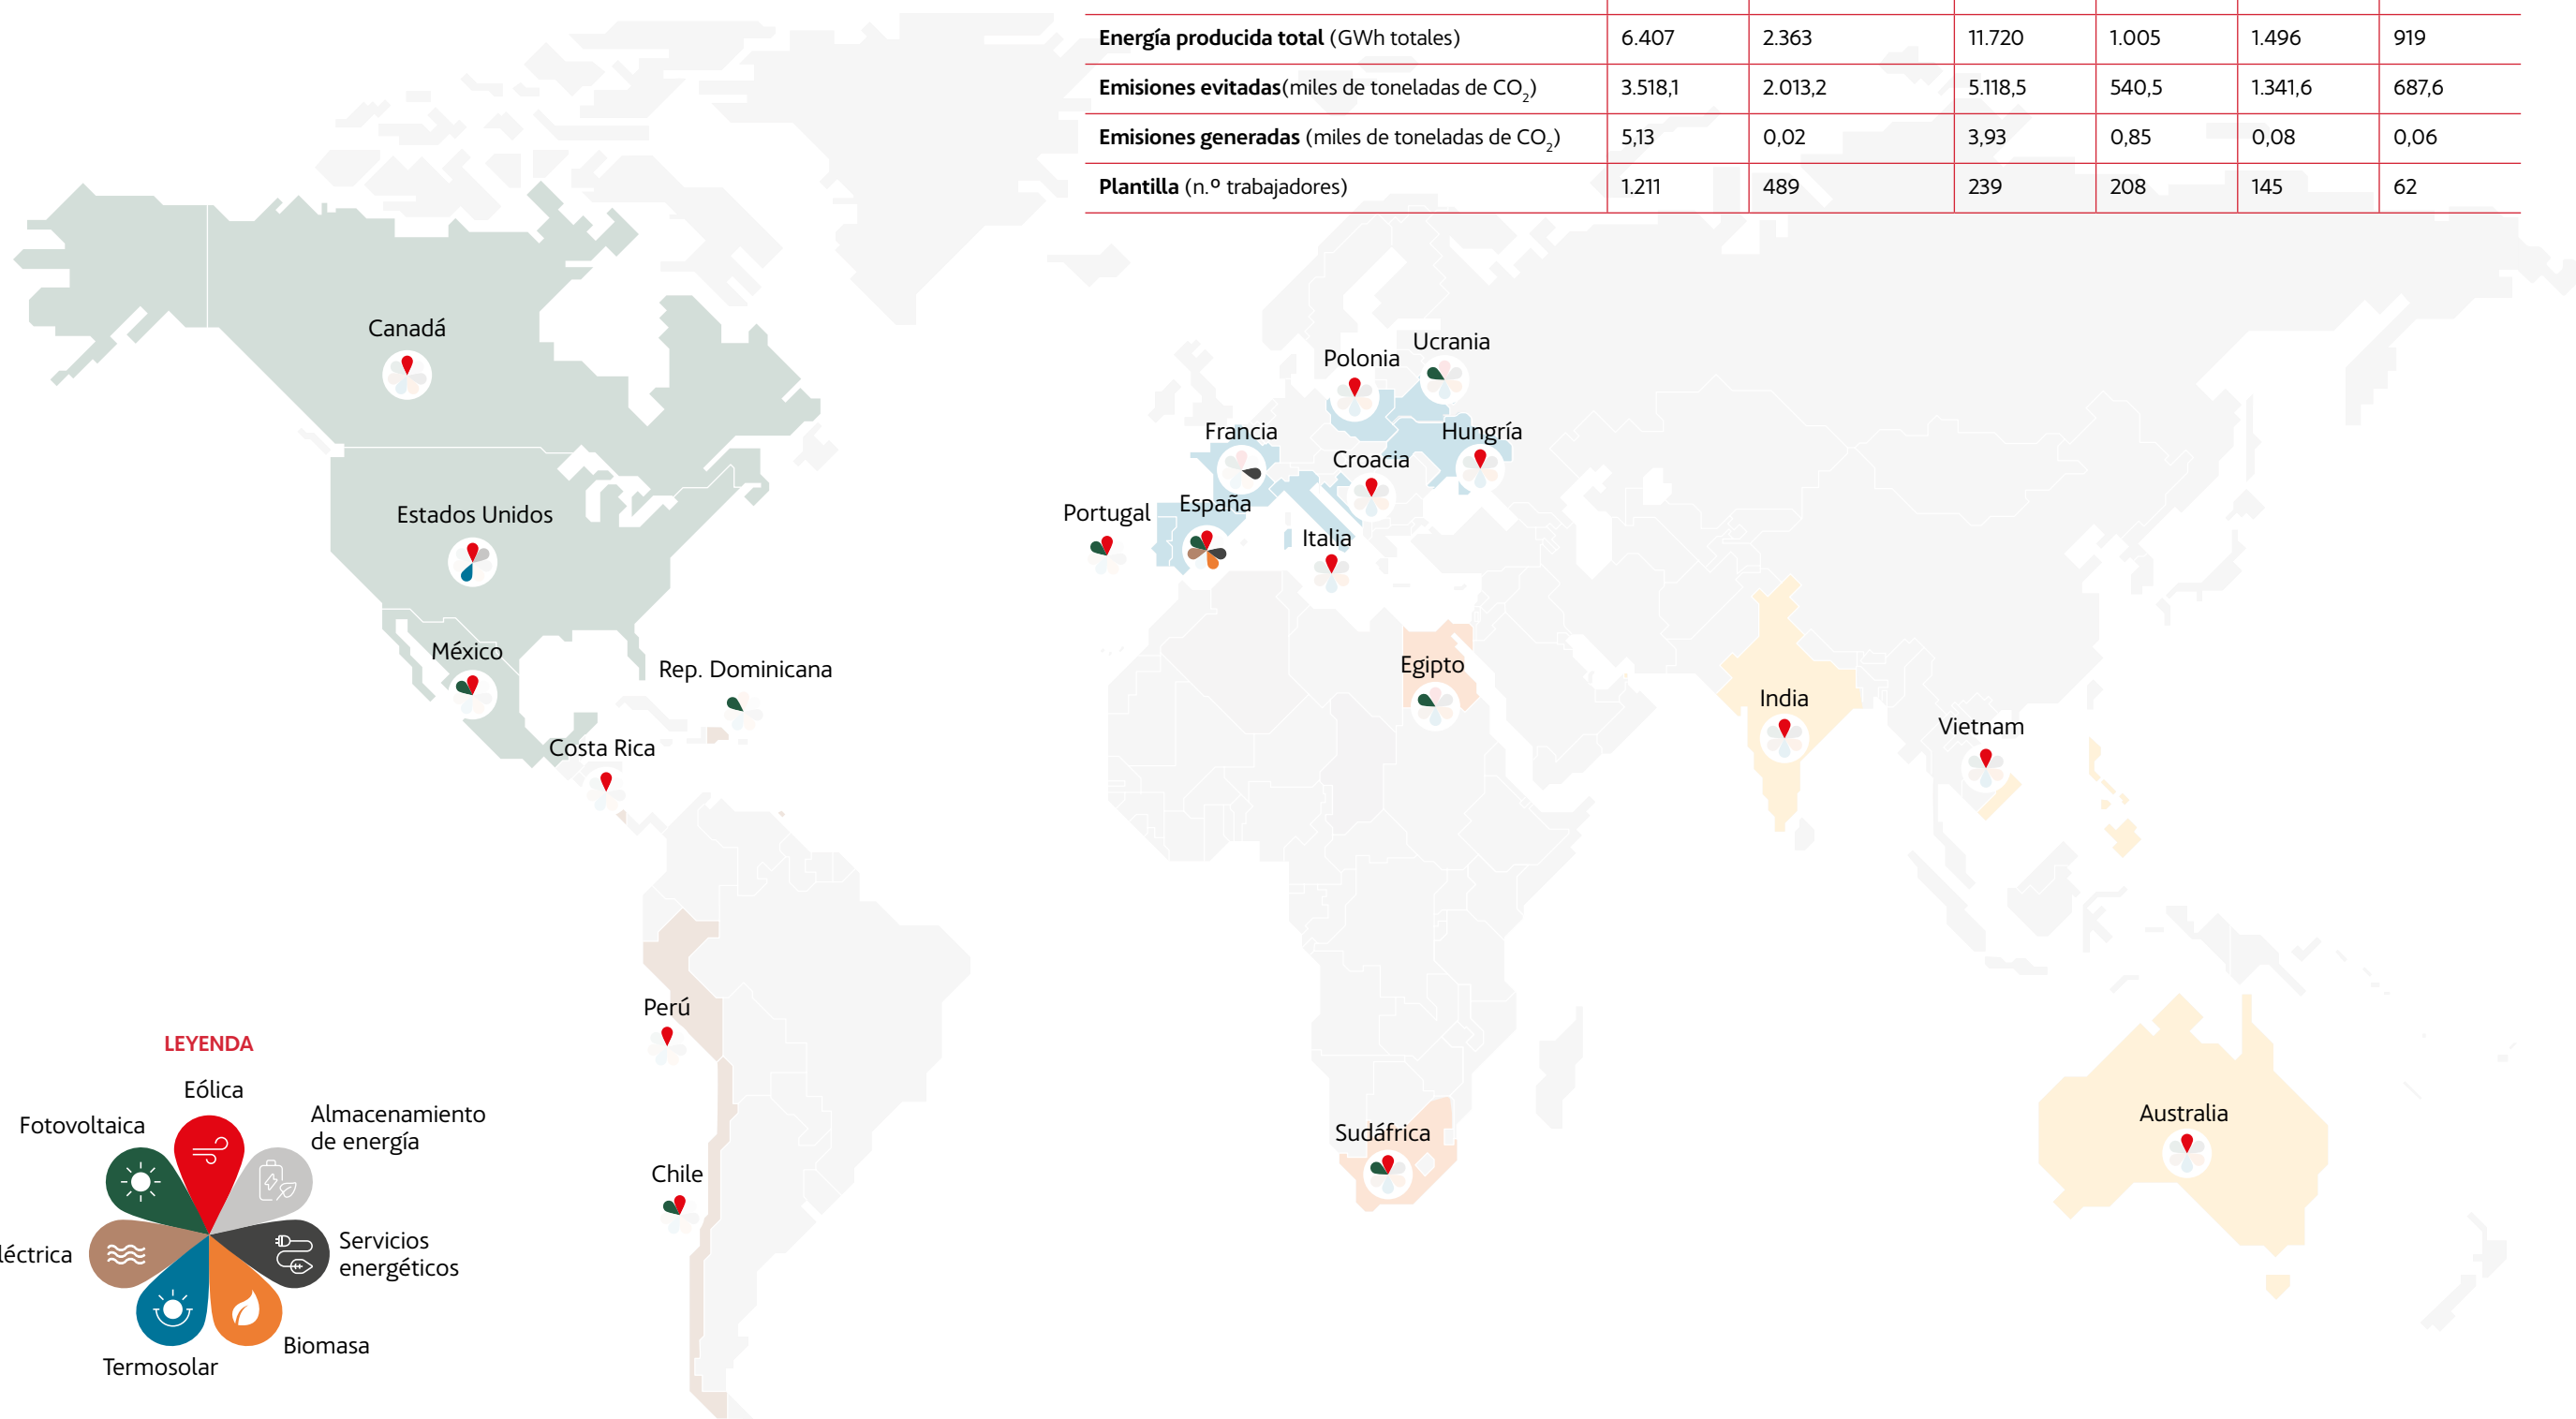 Energía producida total (GWh totales) 6.407 2.363 11.720 1.005 1.496 919
Emisiones evitadas(miles de toneladas de CO2) 3.518,1 2.013,2 5.118,5 540,5 1.341,6 687,6
Emisiones generadas (miles de toneladas de CO2) 5,13 0,02 3,93 0,85 0,08 0,06
Plantilla (n.º trabajadores) 1.211 489 239 208 145 62
Canadá
Estados Unidos
México
Rep. Dominicana
Costa Rica
Perú
Chile
Ucrania
Polonia
Francia
Hungría
Croacia
España
Portugal
Italia
Egipto
India
Vietnam
Sudáfrica
Australia
LEYENDA
Eólica
Almacenamiento
de energía
Fotovoltaica
Servicios
energéticos
léctrica
Biomasa
Termosolar